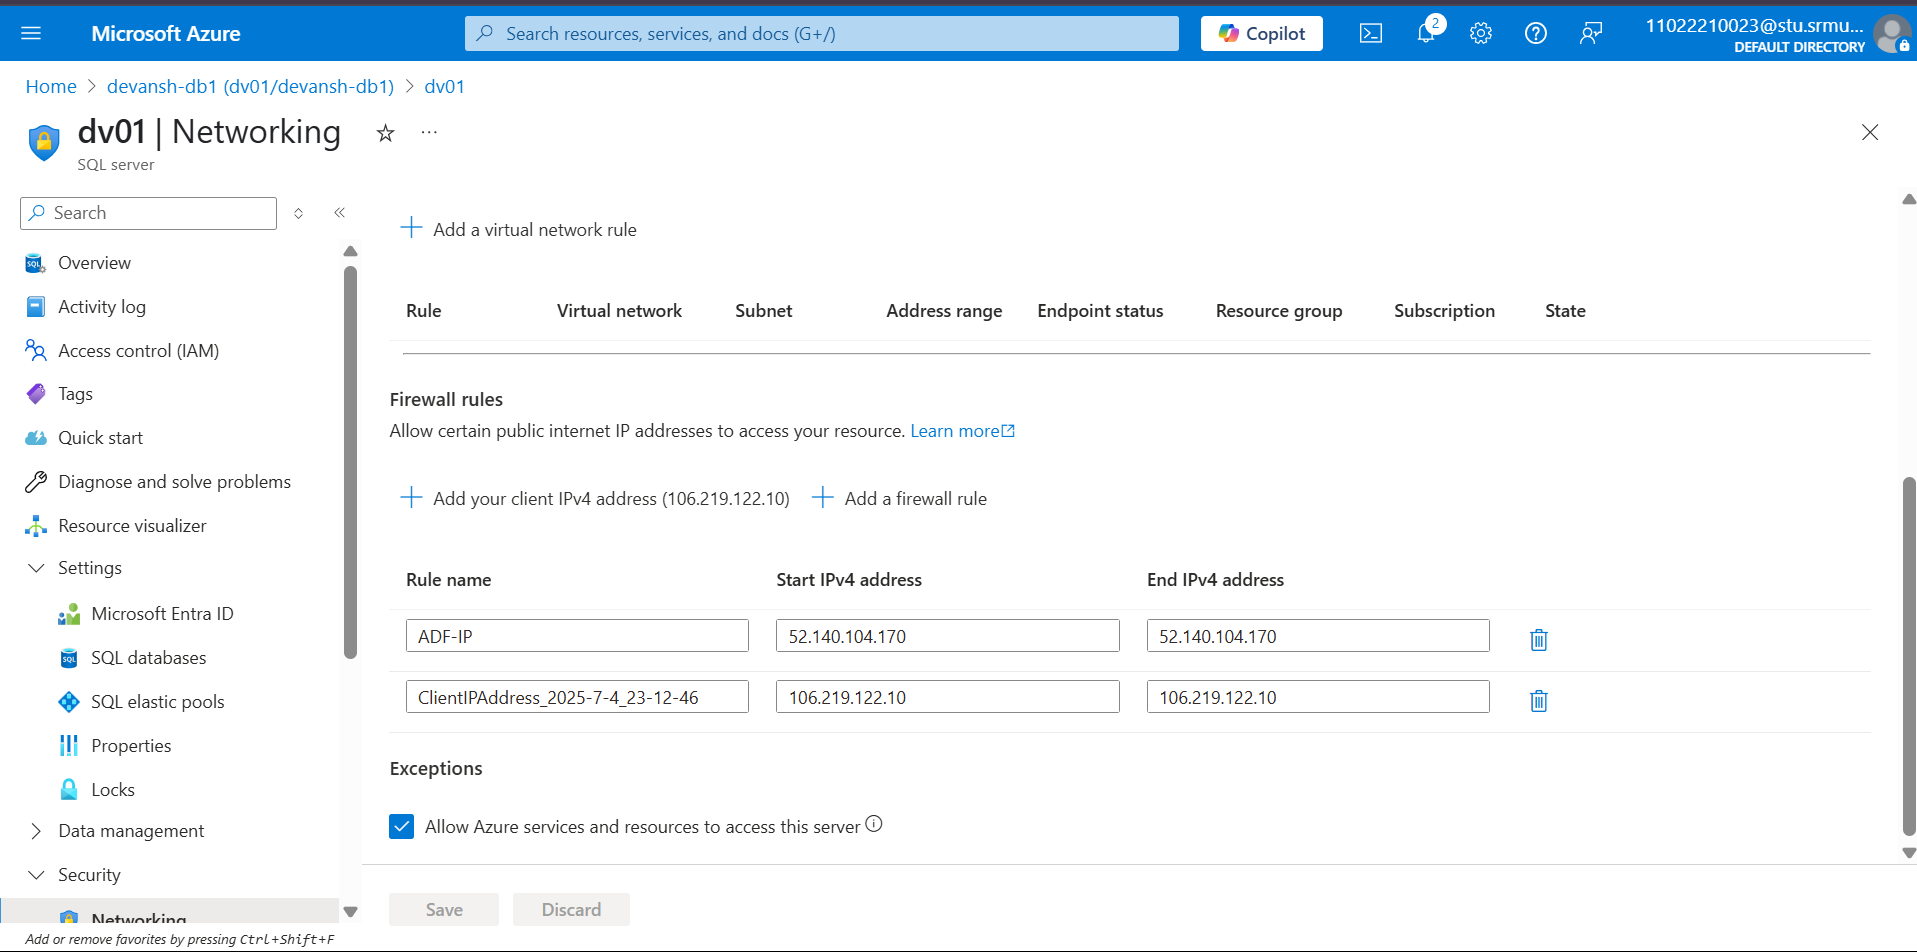 Microsoft Azure
Search resources, services, and docs (G+/)
Copilot
2
11022210023@stu.srmu...
DEFAULT DIRECTORY
Home > devansh-db1 (dv01/devansh-db1) > dv01
dv01 | Networking
SQL server
Search
Overview
Activity log
Access control (IAM)
Tags
Quick start
Diagnose and solve problems
Resource visualizer
Settings
Microsoft Entra ID
SQL databases
SQL elastic pools
Properties
Locks
Data management
Security
Networking
Add or remove favorites by pressing Ctrl+Shift+F
Add a virtual network rule
Rule Virtual network Subnet Address range Endpoint status Resource group Subscription State
Firewall rules
Allow certain public internet IP addresses to access your resource. Learn more
Add your client IPv4 address (106.219.122.10) Add a firewall rule
Rule name Start IPv4 address End IPv4 address
ADF-IP 52.140.104.170 52.140.104.170
ClientIPAddress_2025-7-4_23-12-46 106.219.122.10 106.219.122.10
Exceptions
Allow Azure services and resources to access this server
Save Discard